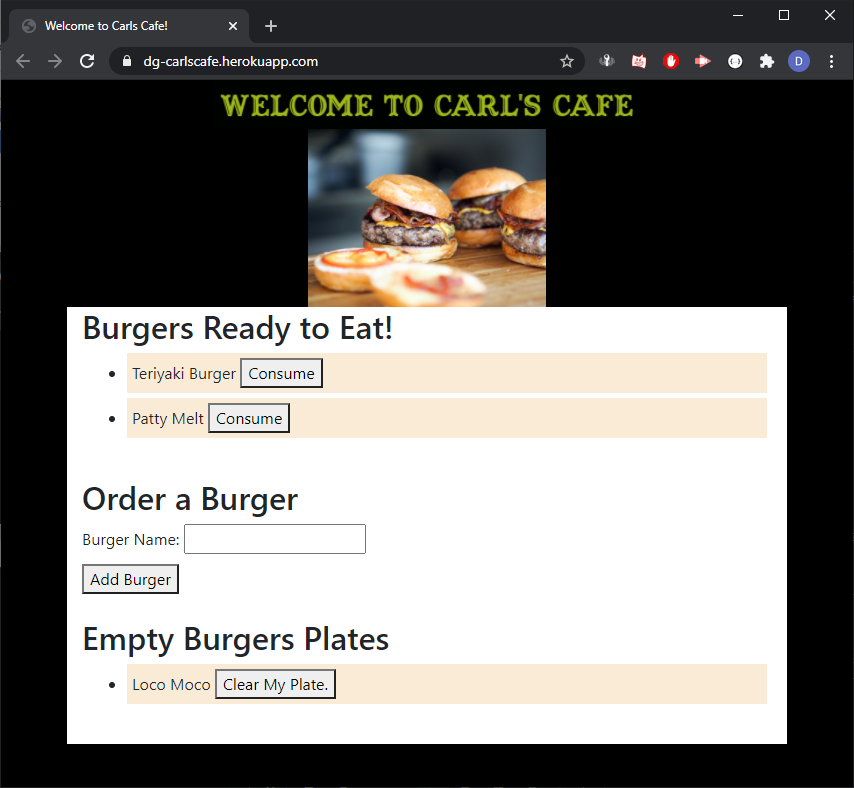 Welcome to Carls Cafe!
dg-carlscafe.herokuapp.com
D
WELCOME TO CARL'S CAFE
Burgers Ready to Eat!
Teriyaki Burger Consume
Patty Melt Consume
Order a Burger
Burger Name:
Add Burger
Empty Burgers Plates
Loco Moco Clear My Plate.